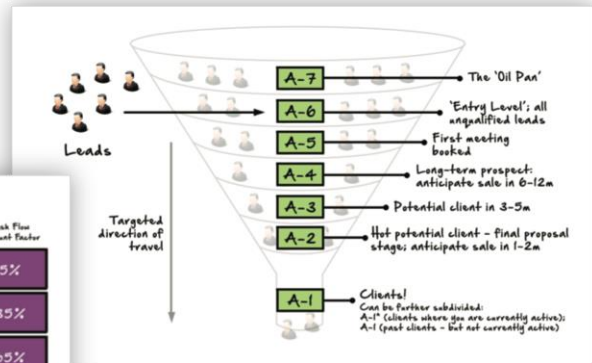 A-7
The 'Oil Pan'
A-6
'Entry Level'; all
unqualified leads
Leads
A-5
First meeting
booked
A-4
Long-term prospect:
anticipate sale in 6-12m
A-3
Potential client in 3-5m
Targeted
direction of
travel
A-2
Hot potential client - final proposal
stage; anticipate sale in 1-2m
A-1
Clients!
Can be further subdivided:
A-1* (clients where you are currently active);
A-1 (past clients - but not currently active)
Flow
Factor
5%
5%
5%